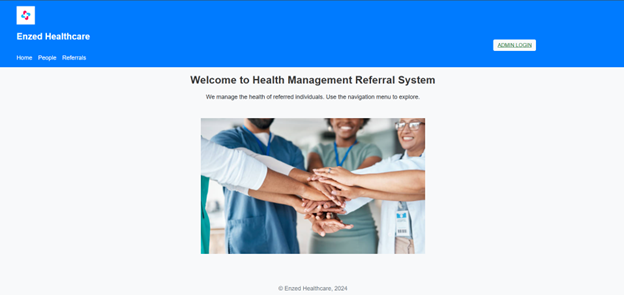 Enzed Healthcare
ADMIN LOGIN
Home People Referrals
Welcome to Health Management Referral System
We manage the health of referred individuals. Use the navigation menu to explore.
© Enzed Healthcare, 2024